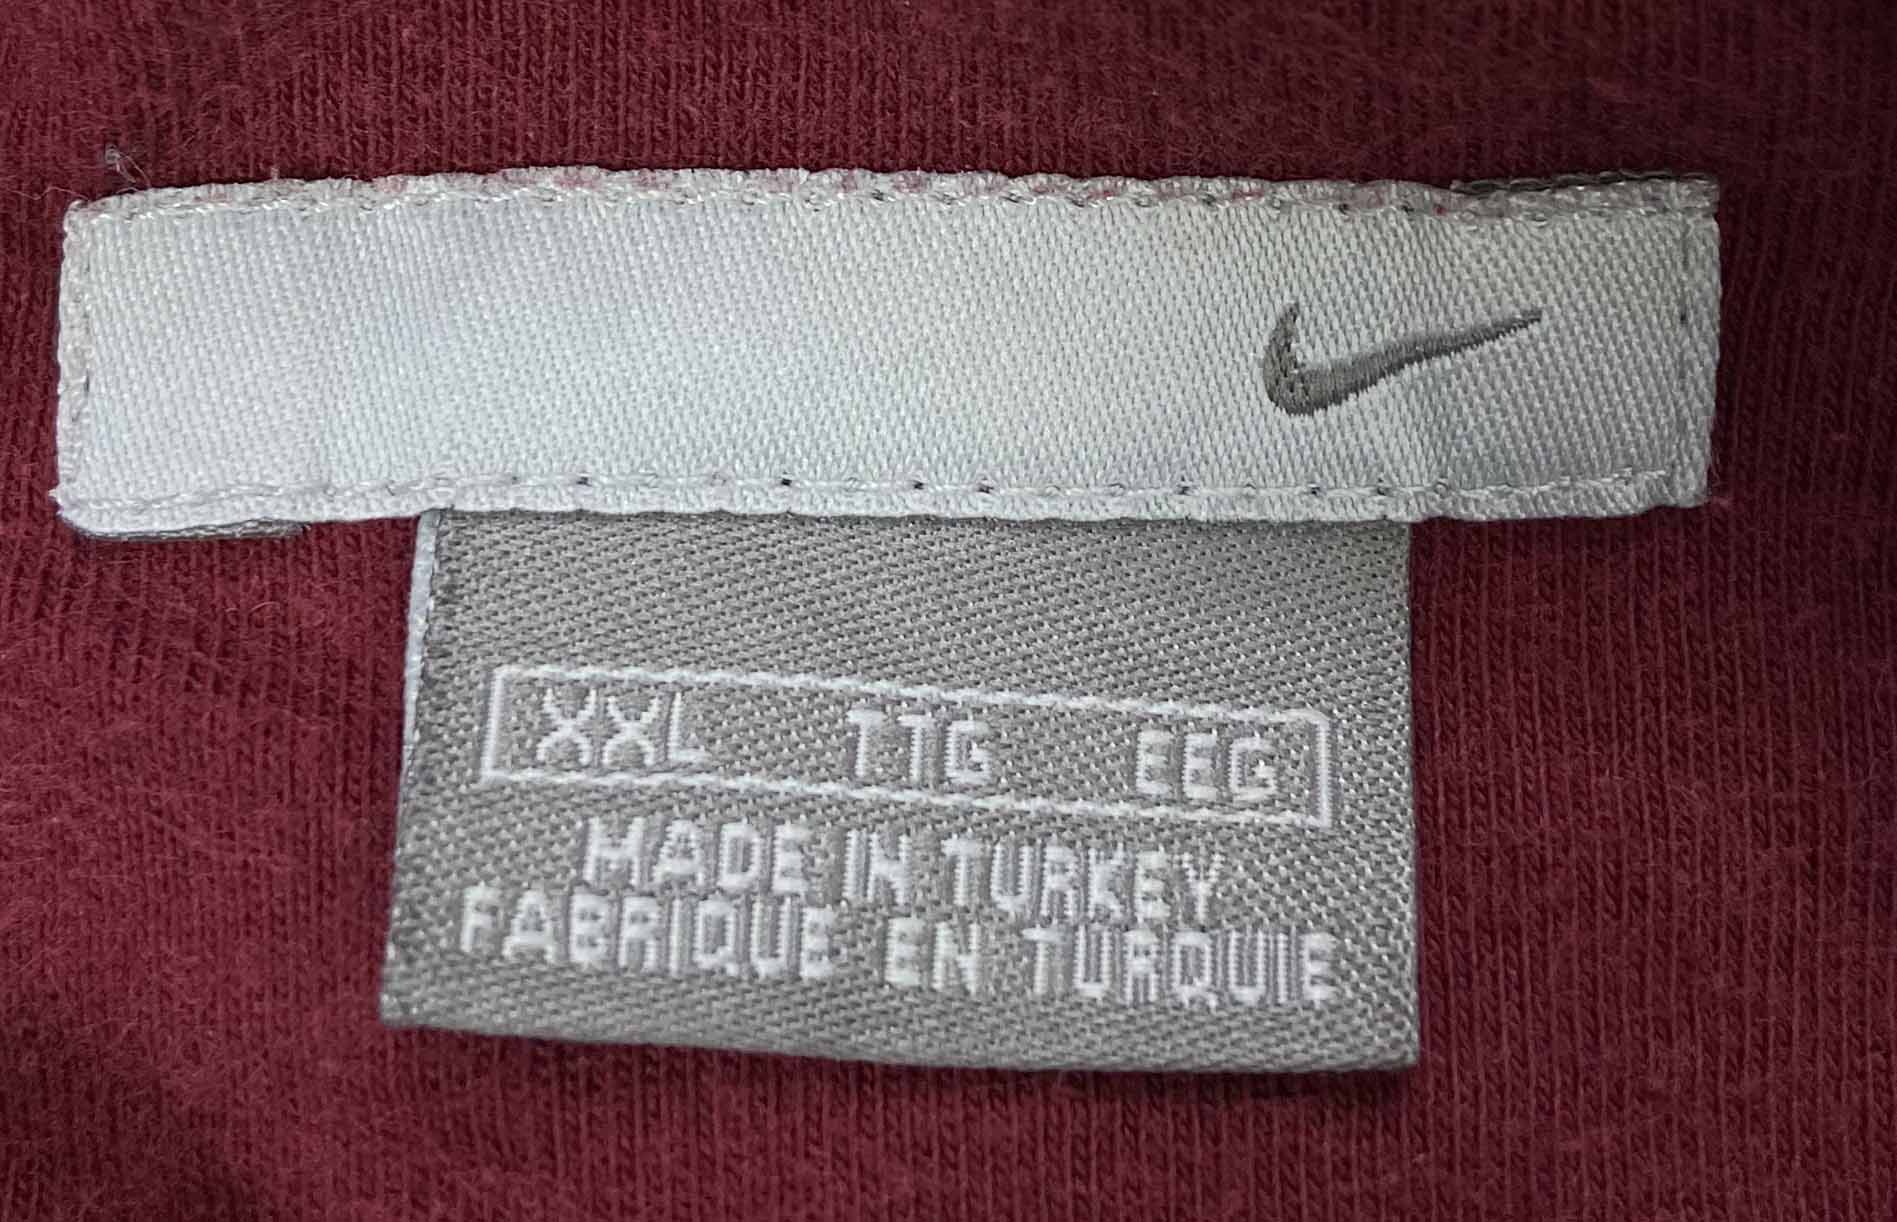 XXL TTG EEG
MADE IN TURKEY
FABRIQUE EN TURQUIE